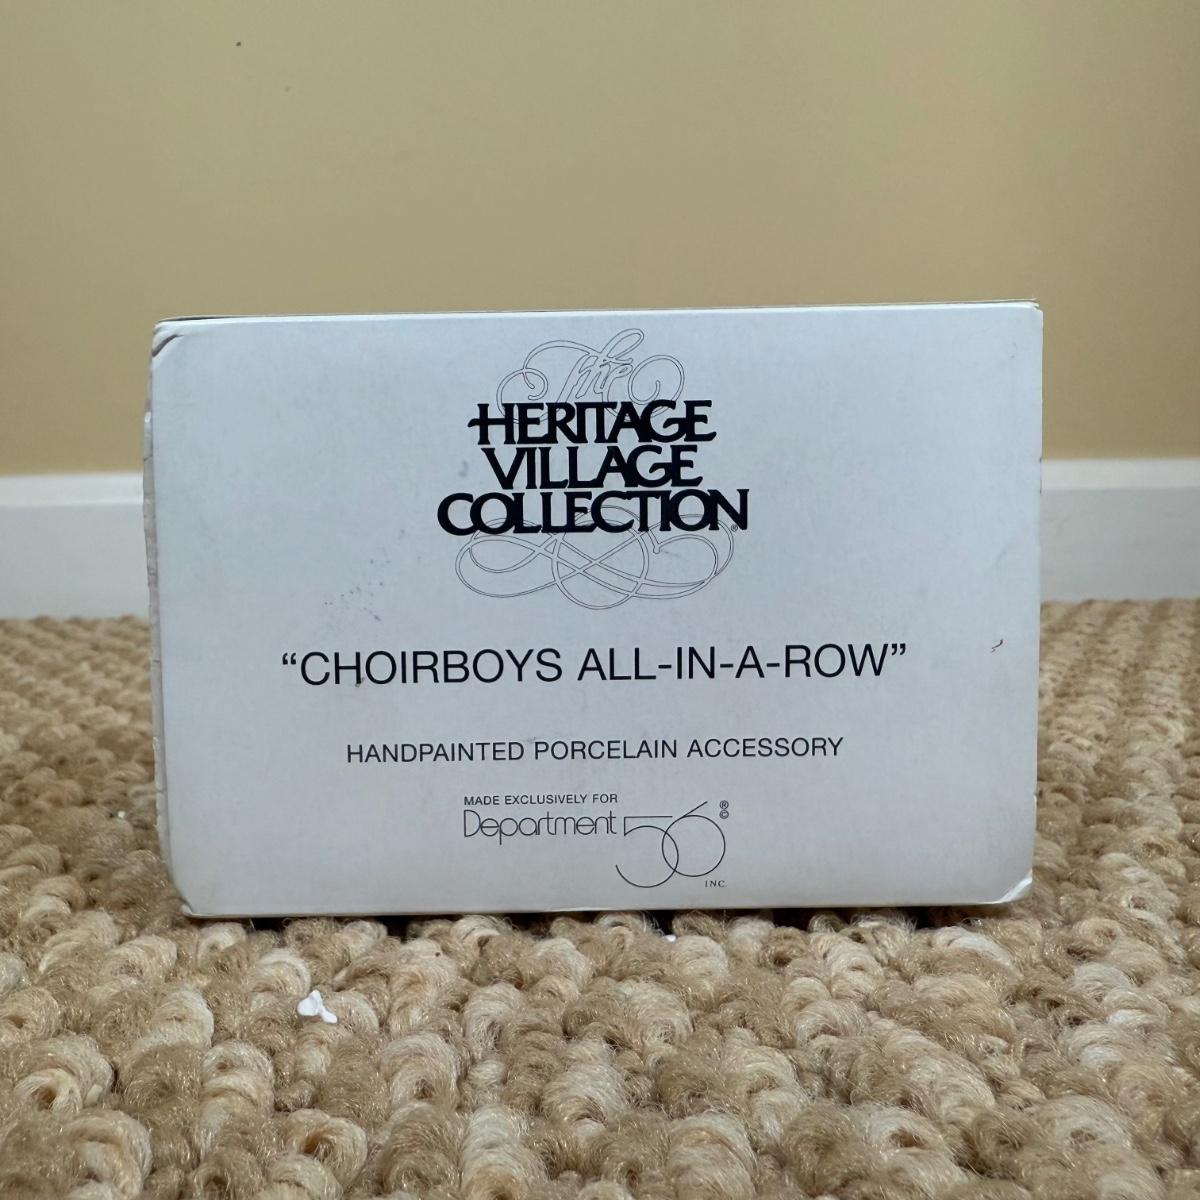 The
HERITAGE
VILLAGE
COLLECTION®
“CHOIRBOYS ALL-IN-A-ROW”
HANDPAINTED PORCELAIN ACCESSORY
MADE EXCLUSIVELY FOR
Department 56 ®©
INC.